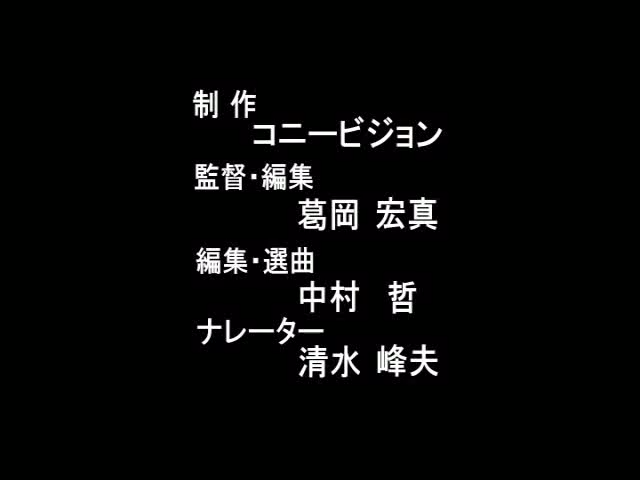 制 作
コニービジョン
監督・編集
葛岡 宏真
編集・選曲
中村 哲
ナレーター
清水 峰夫